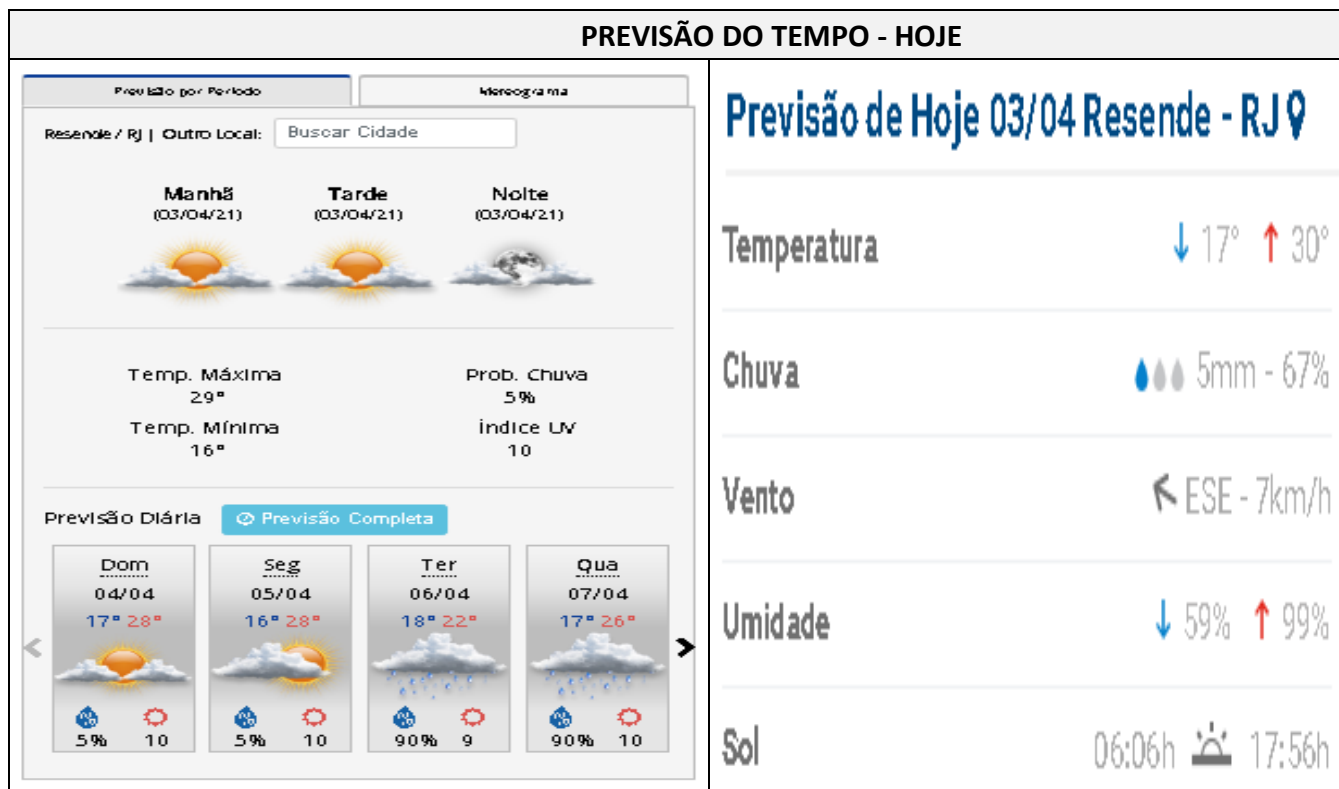 PREVISÃO DO TEMPO - HOJE
Previsão por Período
Meteograma
Resende / RJ | Outro Local: Buscar Cidade
Manhã Tarde Noite
(03/04/21) (03/04/21) (03/04/21)
Temp. Máxima Prob. Chuva
29° 5%
Temp. Mínima Índice UV
16° 10
Previsão Diária Previsão Completa
Dom Seg Ter Qua
04/04 05/04 06/04 07/04
17° 28° 16° 28° 18° 22° 17° 26°
5% 10 5% 10 90% 9 90% 10
Previsão de Hoje 03/04 Resende - RJ
Temperatura 17° 30°
Chuva 5mm - 67%
Vento ESE - 7km/h
Umidade 59% 99%
Sol 06:06h 17:56h